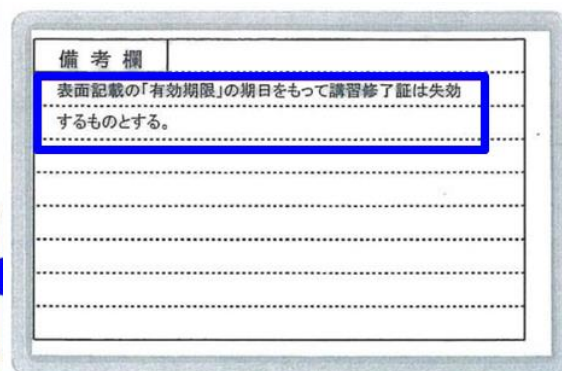 備考欄
表面記載の「有効期限」の期日をもって講習修了証は失効
するものとする。